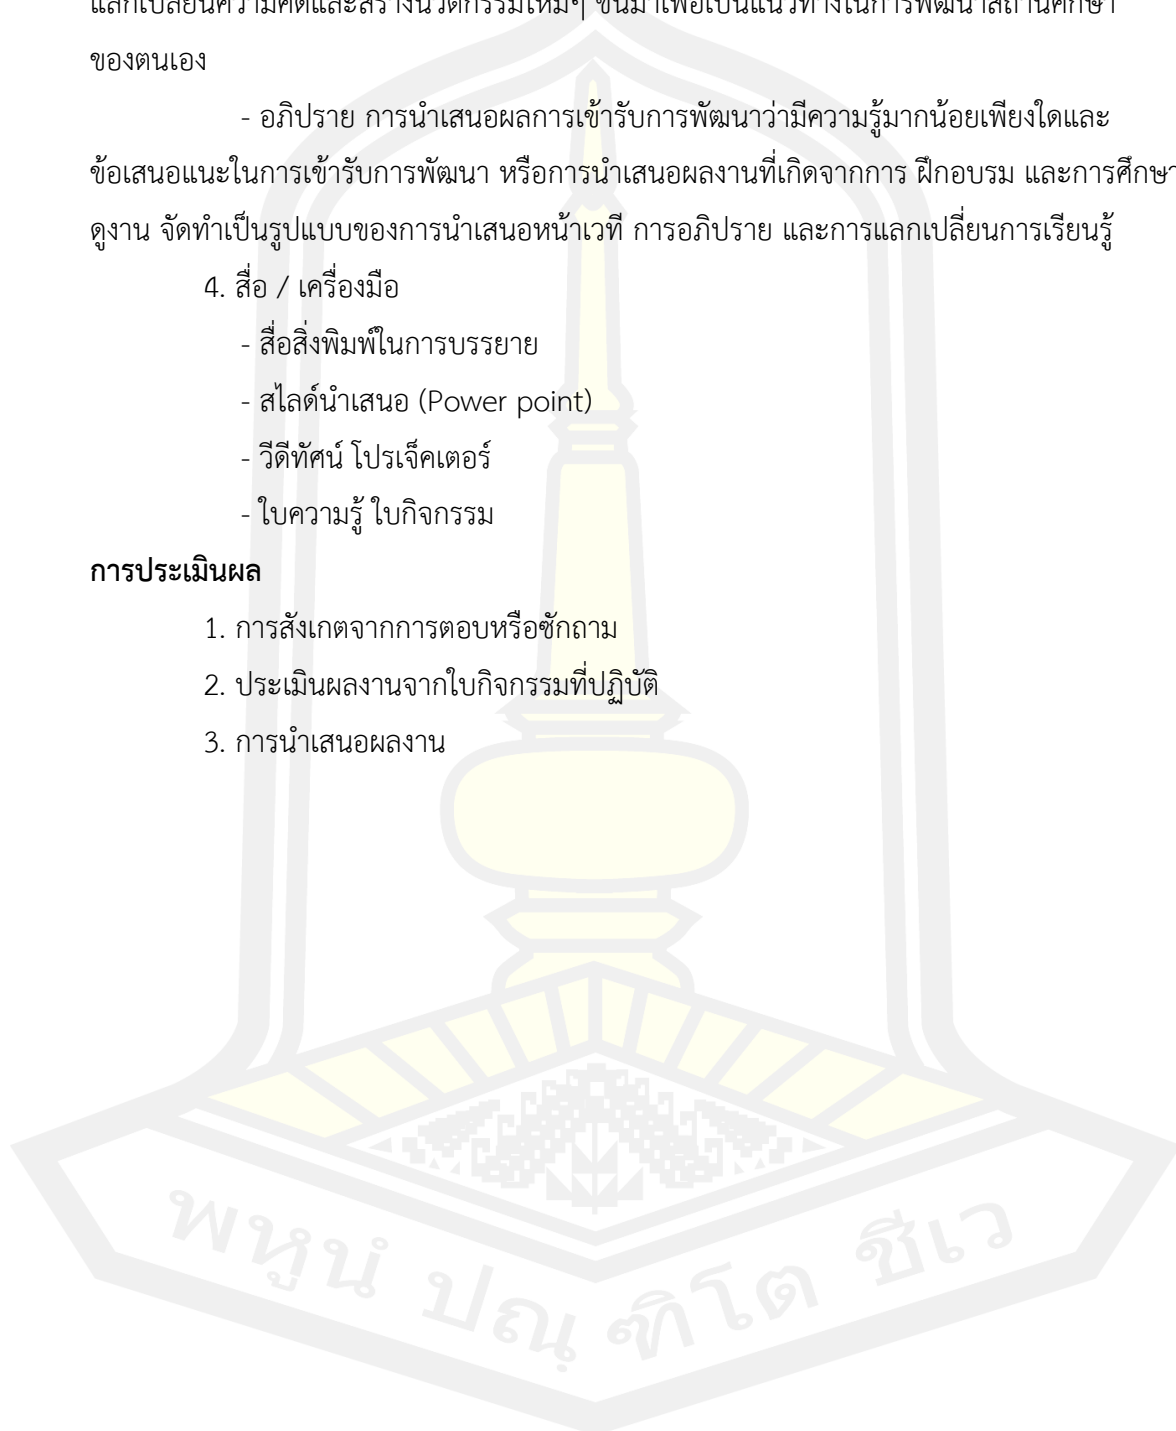 แลกเปลี่ยนความคิดและสร้างนวัตกรรมใหม่ๆ ขึ้นมาเพื่อเป็นแนวทางในการพัฒนาสถานศึกษา
ของตนเอง
- อภิปราย การนำเสนอผลการเข้ารับการพัฒนาว่ามีความรู้มากน้อยเพียงใดและ
ข้อเสนอแนะในการเข้ารับการพัฒนา หรือการนำเสนอผลงานที่เกิดจากการ ฝึกอบรม และการศึกษา
ดูงาน จัดทำเป็นรูปแบบของการนำเสนอหน้าเวที การอภิปราย และการแลกเปลี่ยนการเรียนรู้
4. สื่อ / เครื่องมือ
- สื่อสิ่งพิมพ์ในการบรรยาย
- สไลด์นำเสนอ (Power point)
- วีดีทัศน์ โปรเจ็คเตอร์
- ใบความรู้ ใบกิจกรรม
การประเมินผล
1. การสังเกตจากการตอบหรือซักถาม
2. ประเมินผลงานจากใบกิจกรรมที่ปฏิบัติ
3. การนำเสนอผลงาน
พหูนํ ปณฺ ฑิโต ชีเว